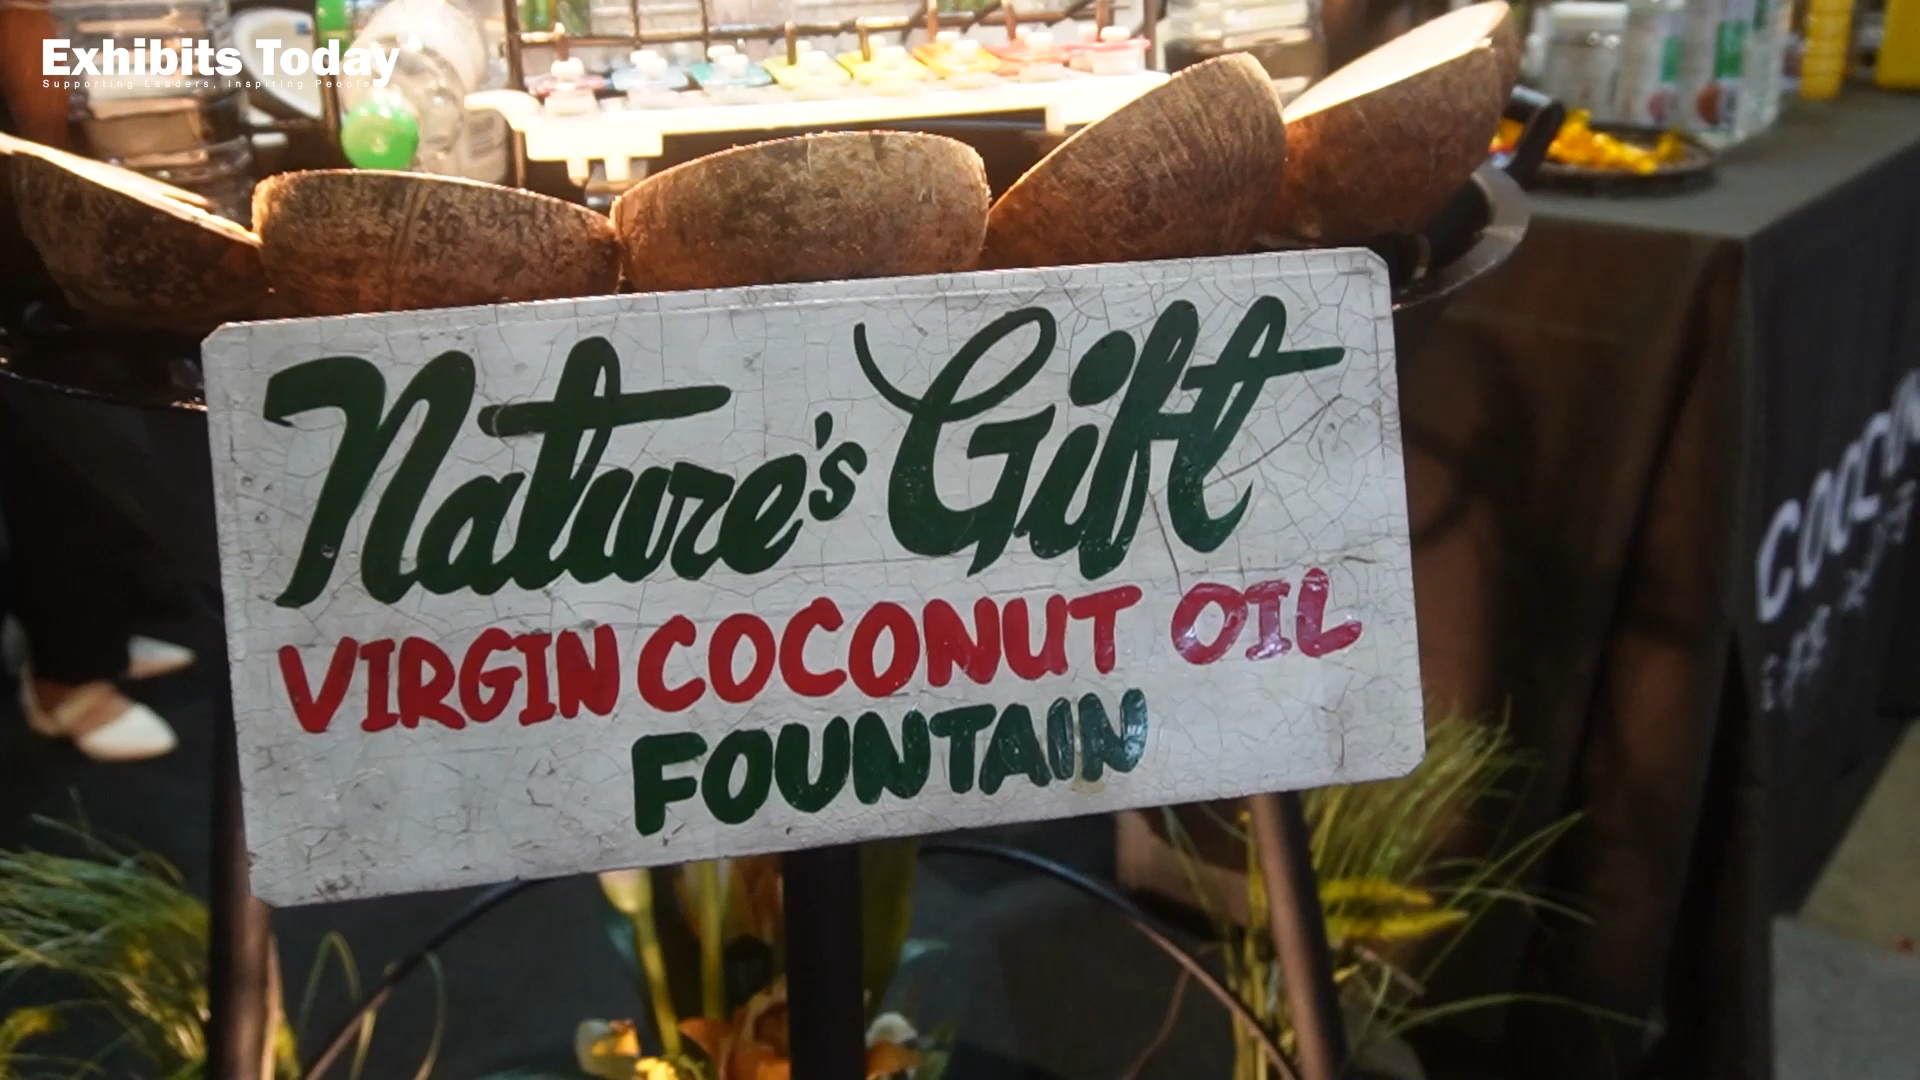 Exhibits Today
Supporting Leaders, Inspiring People
Nature's Gift
VIRGIN COCONUT OIL
FOUNTAIN